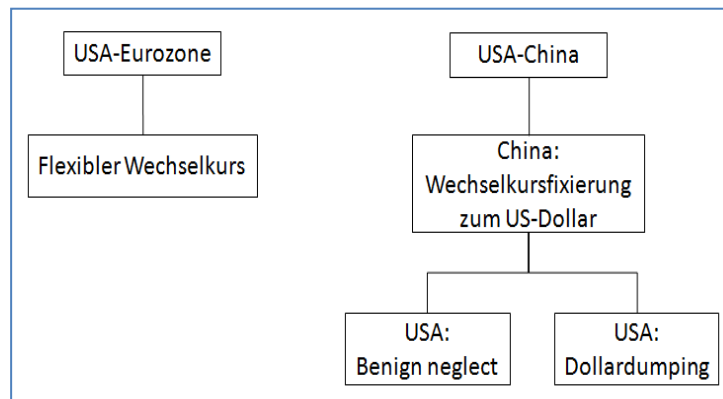 USA-Eurozone
Flexibler Wechselkurs
USA-China
China:
Wechselkursfixierung
zum US-Dollar
USA:
Benign neglect
USA:
Dollardumping